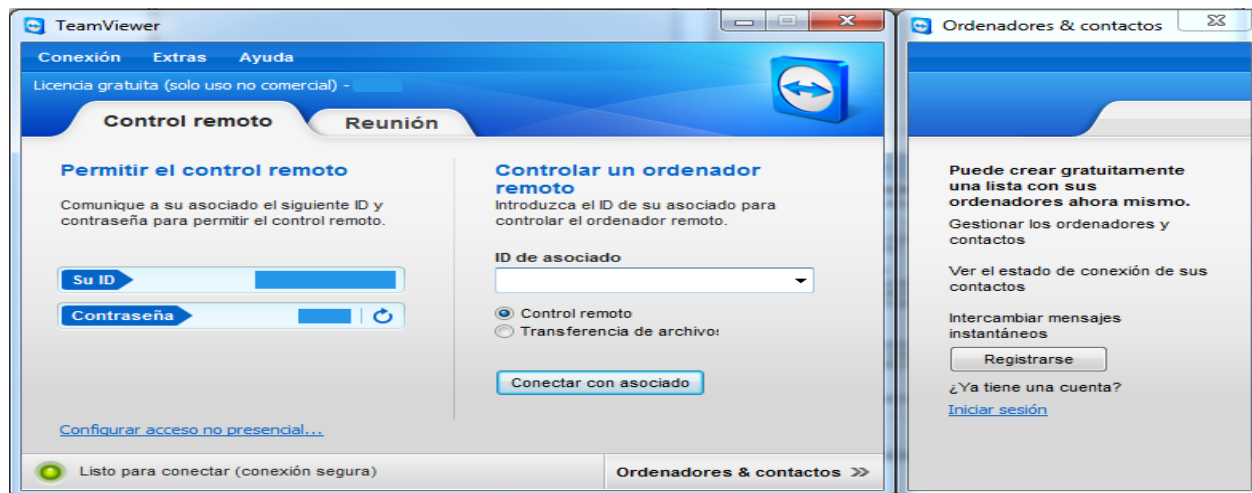 TeamViewer
Conexión Extras Ayuda
Licencia gratuita (solo uso no comercial) -
Control remoto
Reunión
Permitir el control remoto
Comunique a su asociado el siguiente ID y
contraseña para permitir el control remoto.
Su ID
Contraseña
Configurar acceso no presencial...
Controlar un ordenador
remoto
Introduzca el ID de su asociado para
controlar el ordenador remoto.
ID de asociado
Control remoto
Transferencia de archivo
Conectar con asociado
Listo para conectar (conexión segura)
Ordenadores & contactos >>
Ordenadores & contactos
Puede crear gratuitamente
una lista con sus
ordenadores ahora mismo.
Gestionar los ordenadores y
contactos
Ver el estado de conexión de sus
contactos
Intercambiar mensajes
instantáneos
Registrarse
¿Ya tiene una cuenta?
Iniciar sesión